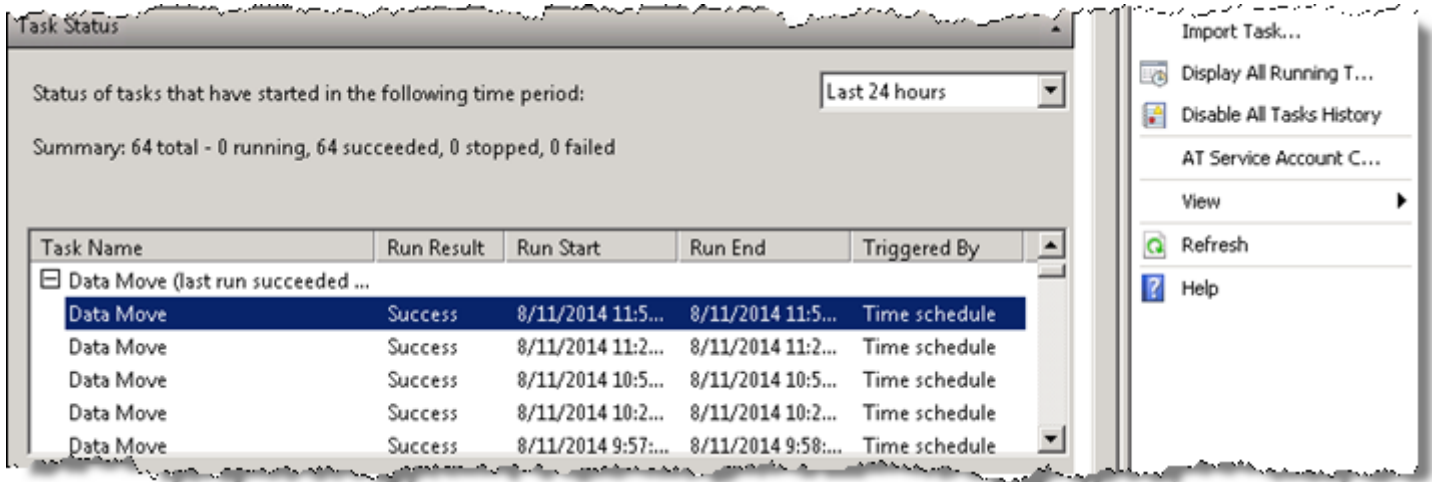 Task Status
Status of tasks that have started in the following time period:
Last 24 hours
Summary: 64 total - 0 running, 64 succeeded, 0 stopped, 0 failed
Task Name Run Result Run Start Run End Triggered By
Data Move (last run succeeded ...
Data Move Success 8/11/2014 11:5... 8/11/2014 11:5... Time schedule
Data Move Success 8/11/2014 11:2... 8/11/2014 11:2... Time schedule
Data Move Success 8/11/2014 10:5... 8/11/2014 10:5... Time schedule
Data Move Success 8/11/2014 10:2... 8/11/2014 10:2... Time schedule
Data Move Success 8/11/2014 9:57:... 8/11/2014 9:58:... Time schedule
Import Task...
Display All Running T...
Disable All Tasks History
AT Service Account C...
View
Refresh
Help